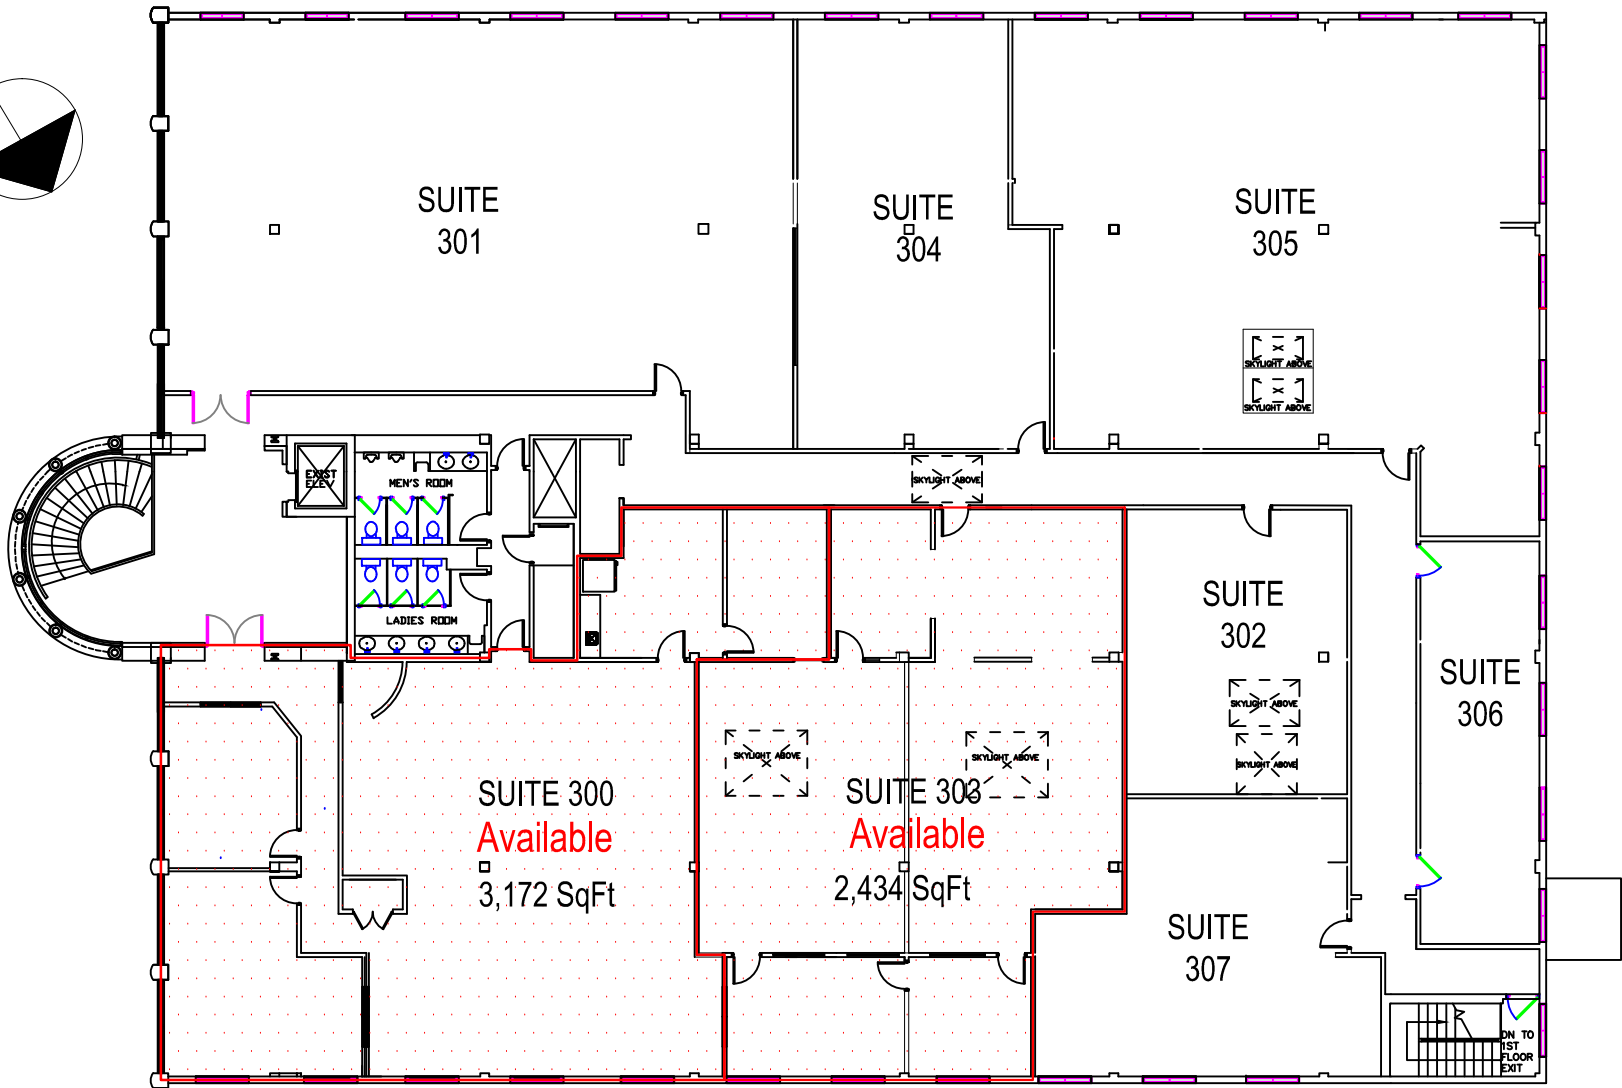 SUITE
301
SUITE
304
SUITE
305
SKYLIGHT ABOVE
SKYLIGHT ABOVE
EXIST
ELEV
MEN'S ROOM
SKYLIGHT ABOVE
LADIES ROOM
SUITE
302
SUITE
306
SKYLIGHT ABOVE
SKYLIGHT ABOVE
SKYLIGHT ABOVE
SKYLIGHT ABOVE
SUITE 300
Available
3,172 SqFt
SUITE 303
Available
2,434 SqFt
SUITE
307
DN TO
1ST
FLOOR
EXIT